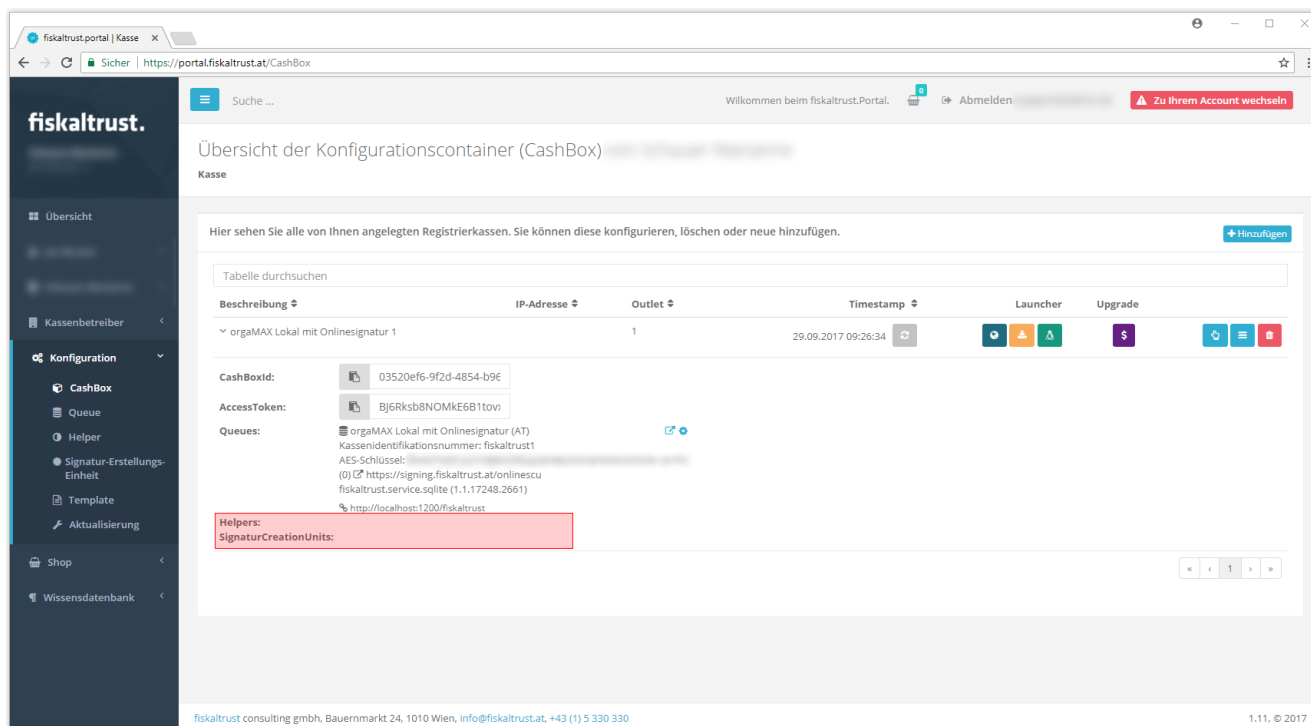 fiskaltrust.portal | Kasse
Sicher | https://portal.fiskaltrust.at/CashBox
fiskaltrust.
Suche ...
Wilkommen beim fiskaltrust.Portal.
0
Abmelden
Zu Ihrem Account wechseln
Übersicht der Konfigurationscontainer (CashBox)
Kasse
Übersicht
Kassenbetreiber
Konfiguration
CashBox
Queue
Helper
Signatur-Erstellungs-
Einheit
Template
Aktualisierung
Shop
Wissensdatenbank
Hier sehen Sie alle von Ihnen angelegten Registrierkassen. Sie können diese konfigurieren, löschen oder neue hinzufügen.
+ Hinzufügen
Tabelle durchsuchen
Beschreibung IP-Adresse Outlet Timestamp Launcher Upgrade
orgaMAX Lokal mit Onlinesignatur 1 1 29.09.2017 09:26:34 $
CashBoxId: 03520ef6-9f2d-4854-b96
AccessToken: BJ6Rksb8NOMkE6B1tov
Queues: orgaMAX Lokal mit Onlinesignatur (AT)
Kassenidentifikationsnummer: fiskaltrust1
AES-Schlüssel:
(0) https://signing.fiskaltrust.at/onlinescu
fiskaltrust.service.sqlite (1.1.17248.2661)
http://localhost:1200/fiskaltrust
Helpers:
SignaturCreationUnits:
« ‹ 1 › »
fiskaltrust consulting gmbh, Bauernmarkt 24, 1010 Wien, info@fiskaltrust.at, +43 (1) 5 330 330
1.11, © 2017